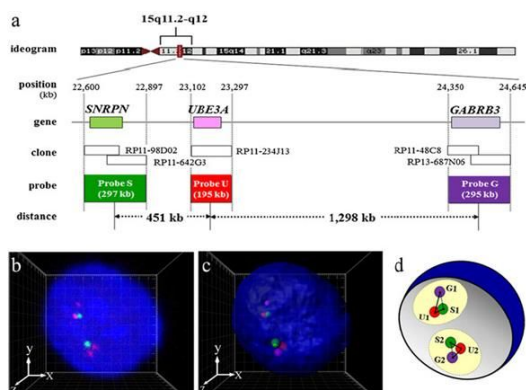 a
15q11.2-q12
ideogram
p13 p12 p11.2 11. 12 15q14 21.1 q21.3 q23 26.1
position
(kb)
22,600 22,897 23,102 23,297 24,350 24,645
SNRPN UBE3A GABRB3
gene
clone
RP11-98D02 RP11-234J13 RP11-48C8
RP11-642G3 RP13-687N06
probe
Probe S Probe U Probe G
(297 kb) (195 kb) (295 kb)
distance
451 kb 1,298 kb
b c d
G1
U1 S1
S2 U2
G2
y y
x x
z z